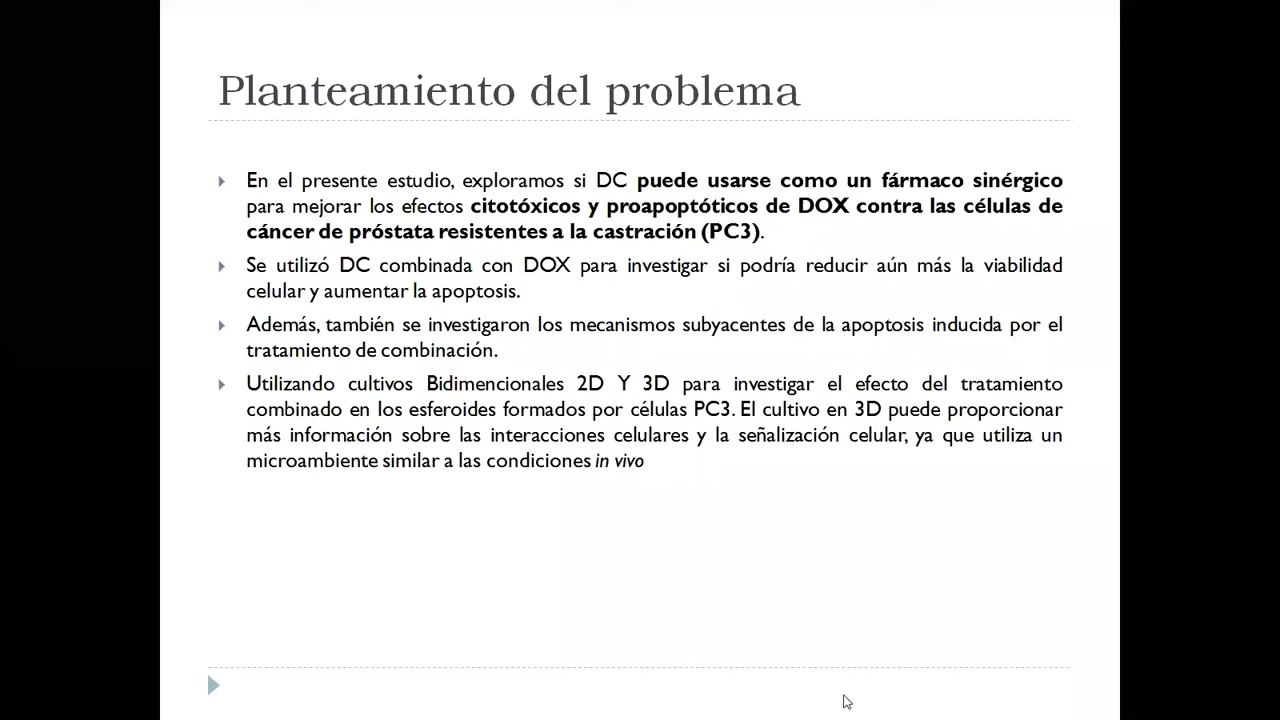 Planteamiento del problema
En el presente estudio, exploramos si DC puede usarse como un fármaco sinérgico
para mejorar los efectos citotóxicos y proapoptóticos de DOX contra las células de
cáncer de próstata resistentes a la castración (PC3).
Se utilizó DC combinada con DOX para investigar si podría reducir aún más la viabilidad
celular y aumentar la apoptosis.
Además, también se investigaron los mecanismos subyacentes de la apoptosis inducida por el
tratamiento de combinación.
Utilizando cultivos Bidimencionales 2D Y 3D para investigar el efecto del tratamiento
combinado en los esferoides formados por células PC3. El cultivo en 3D puede proporcionar
más información sobre las interacciones celulares y la señalización celular, ya que utiliza un
microambiente similar a las condiciones in vivo